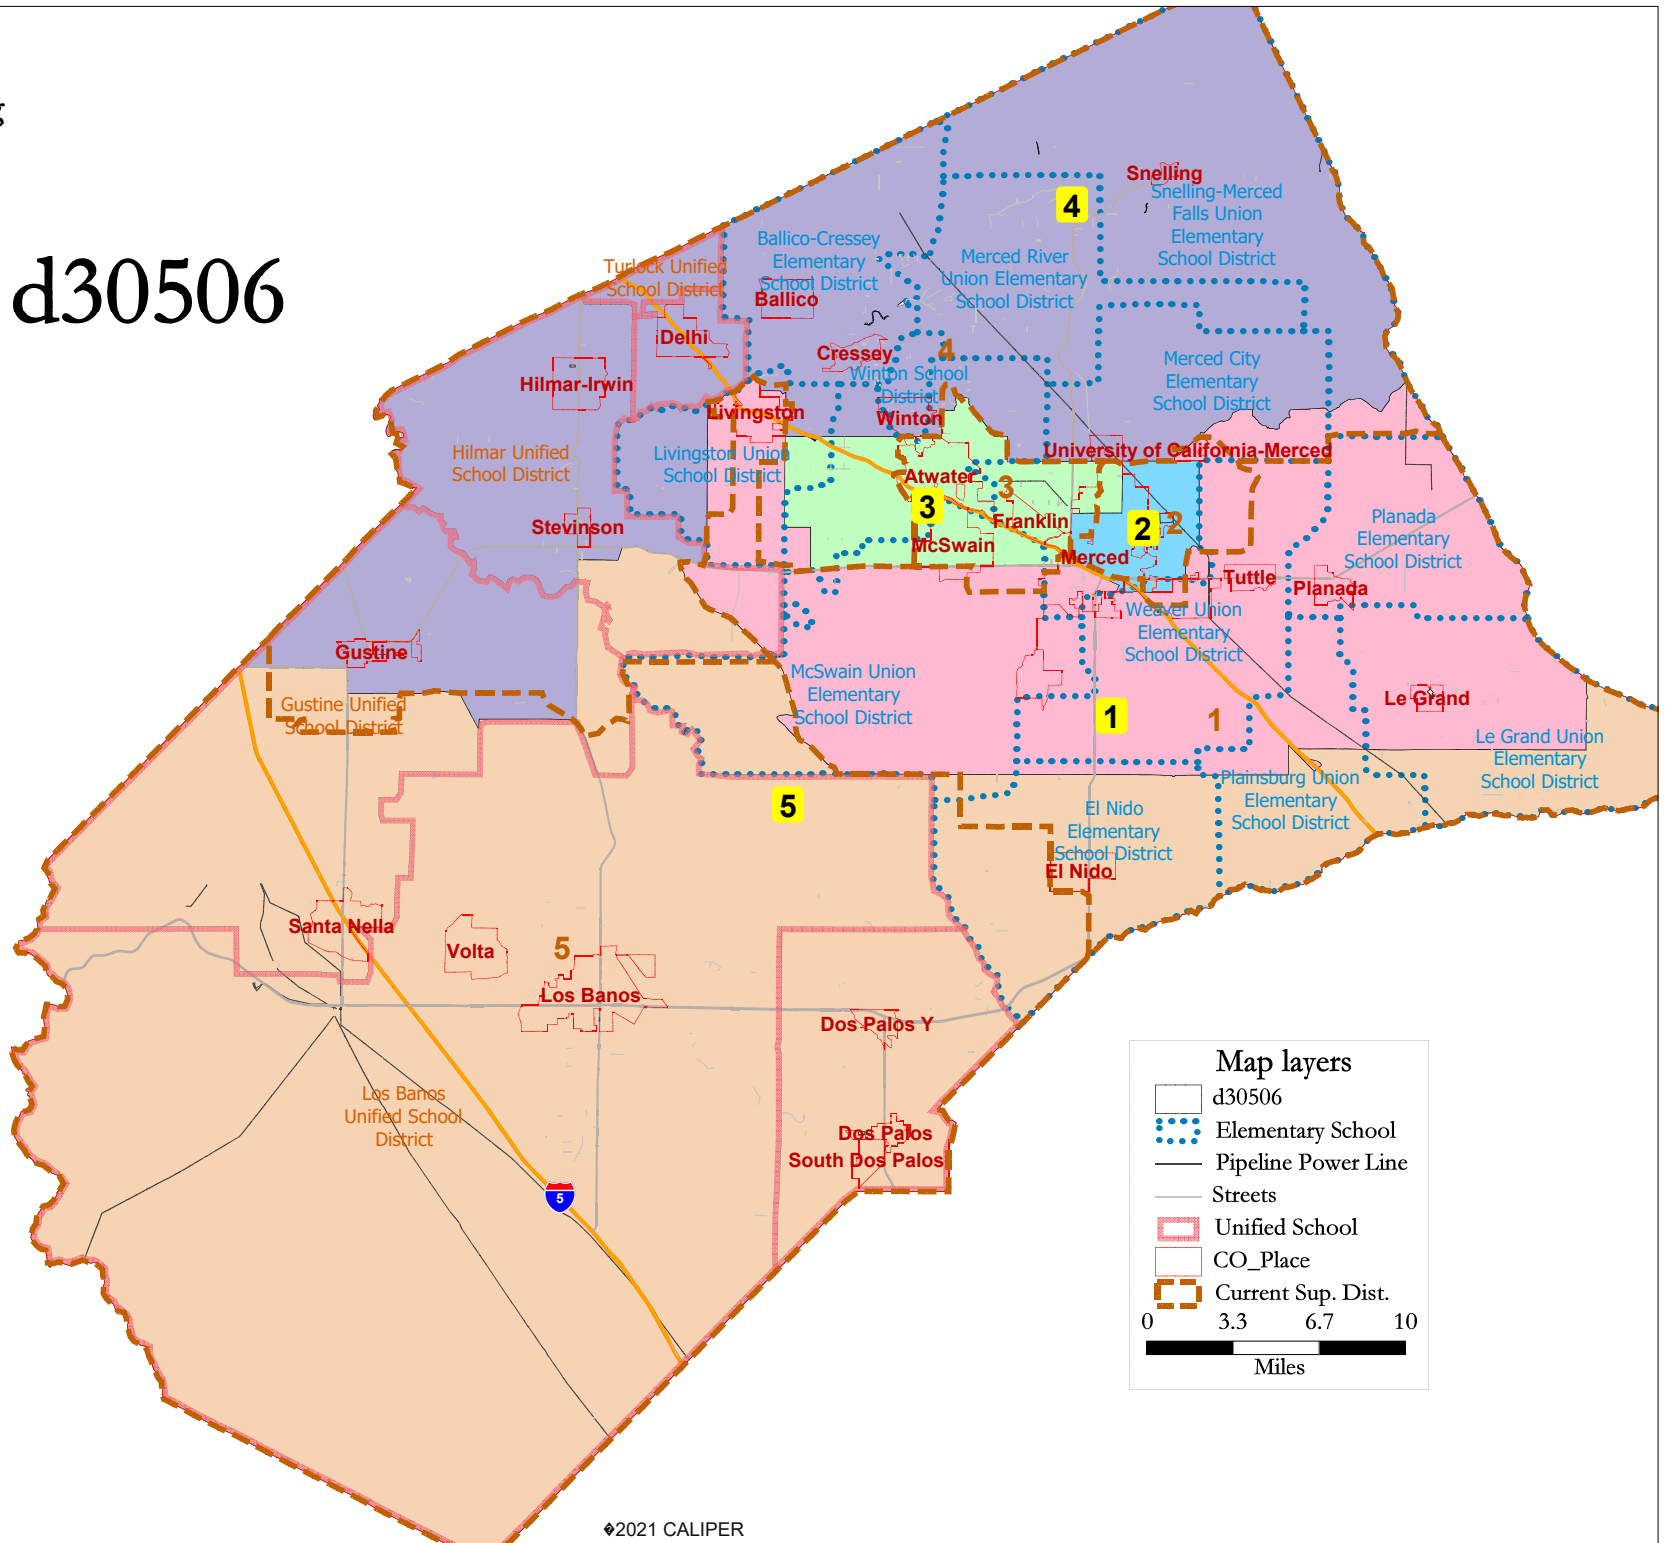 g
d30506
Snelling
Snelling-Merced
Falls Union
Elementary
School District
4
Ballico-Cressey
Elementary
School District
Merced River
Union Elementary
School District
Turlock Unified
School District
Ballico
Delhi
Cressey
4
Winton School
District
Merced City
Elementary
School District
Hilmar-Irwin
Livingston
Winton
University of California-Merced
Hilmar Unified
School District
Livingston Union
School District
Atwater
3
3
Franklin
2
2
Stevinson
McSwain
Merced
Planada
Elementary
School District
Tuttle
Planada
Weaver Union
Elementary
School District
Gustine
Gustine Unified
School District
McSwain Union
Elementary
School District
1
1
Le Grand
Le Grand Union
Elementary
School District
5
El Nido
Elementary
School District
Plainsburg Union
Elementary
School District
El Nido
Santa Nella
Volta
5
Los Banos
Dos Palos Y
Los Banos
Unified School
District
Dos Palos
South Dos Palos
5
Map layers
d30506
Elementary School
Pipeline Power Line
Streets
Unified School
CO_Place
Current Sup. Dist.
0 3.3 6.7 10
Miles
�2021 CALIPER